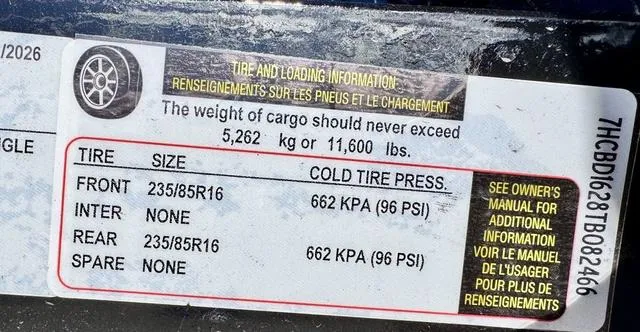 /2026
GLE
TIRE AND LOADING INFORMATION
RENSEIGNEMENTS SUR LES PNEUS ET LE CHARGEMENT
The weight of cargo should never exceed
5,262 kg or 11,600 lbs.
TIRE SIZE COLD TIRE PRESS.
FRONT 235/85R16 662 KPA (96 PSI)
INTER NONE
REAR 235/85R16 662 KPA (96 PSI)
SPARE NONE
SEE OWNER'S
MANUAL FOR
ADDITIONAL
INFORMATION
VOIR LE MANUEL
DE L'USAGER
POUR PLUS DE
RENSEIGNEMENTS
7HCBD1628TB082466